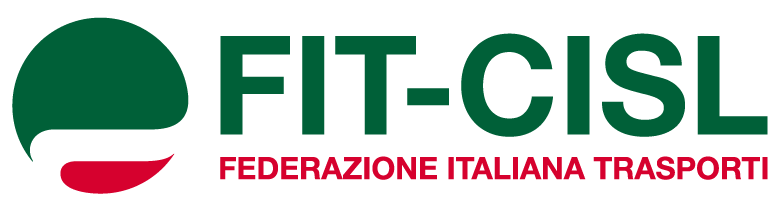 FIT-CISL
FEDERAZIONE ITALIANA TRASPORTI